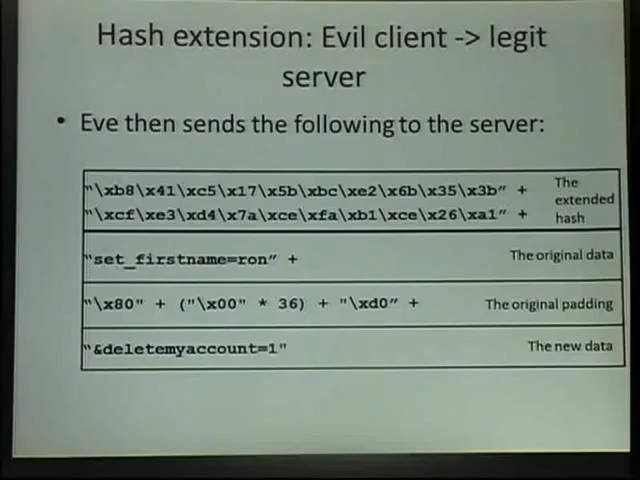 Hash extension: Evil client -> legit
server
• Eve then sends the following to the server:
"\xb8\x41\xc5\x17\x5b\xbc\xe2\x6b\x35\x3b" + The
extended
"\xcf\xe3\xd4\x7a\xce\xfa\xb1\xce\x26\xa1" + hash
"set_firstname=ron" + The original data
"\x80" + ("\x00" * 36) + "\xd0" + The original padding
"&deletemyaccount=1" The new data